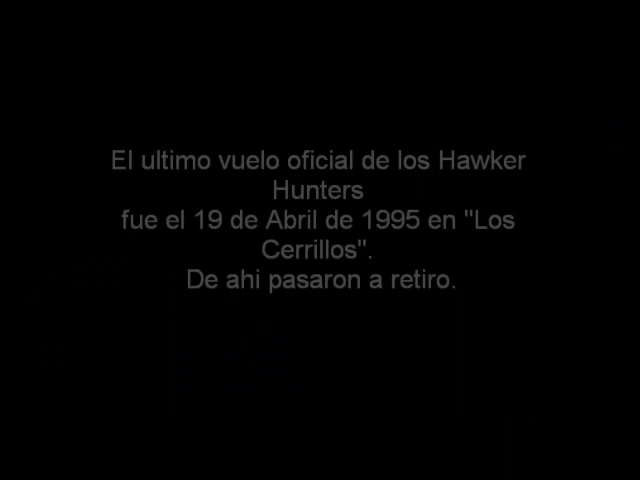 El ultimo vuelo oficial de los Hawker
Hunters
fue el 19 de Abril de 1995 en "Los
Cerrillos".
De ahi pasaron a retiro.